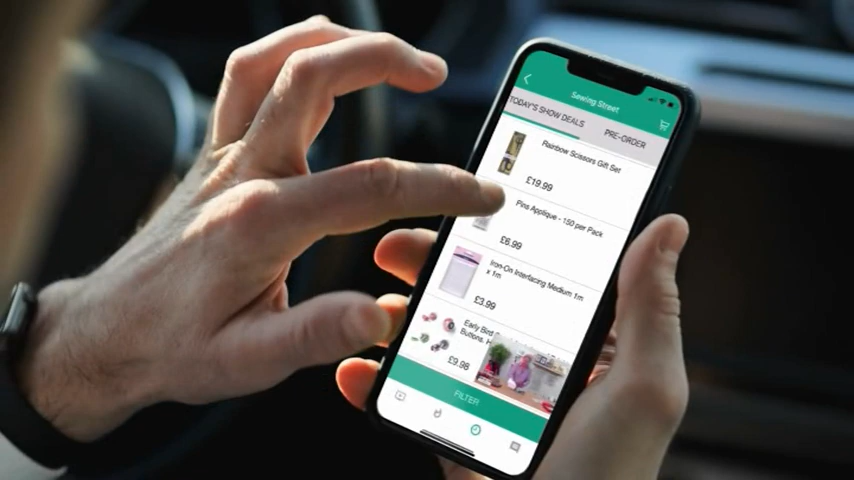 Sewing Street
TODAY'S SHOW DEALS
PRE-ORDER
Rainbow Scissors Gift Set
£19.99
Pins Applique - 150 per Pack
£6.99
Iron-On Interfacing Medium 1m
x 1m
£3.99
Early Bird
Buttons,
£9.98
FILTER